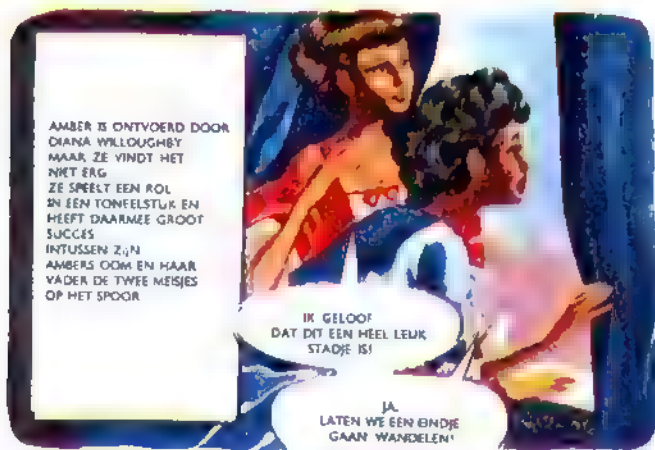 AMBER IS ONTVOERD DOOR
DIANA WILLOUGHBY
MAAR ZE VINDT HET
NIET ERG
ZE SPEELT EEN ROL
IN EEN TONEELSTUK EN
HEEFT DAARMEE GROOT
SUCCES
INTUSSEN ZIJN
AMBERS OOM EN HAAR
VADER DE TWEE MEISJES
OP HET SPOOR
IK GELOOF
DAT DIT EEN HEEL LEUK
STADJE IS!
JA,
LATEN WE EEN EINDJE
GAAN WANDELEN!